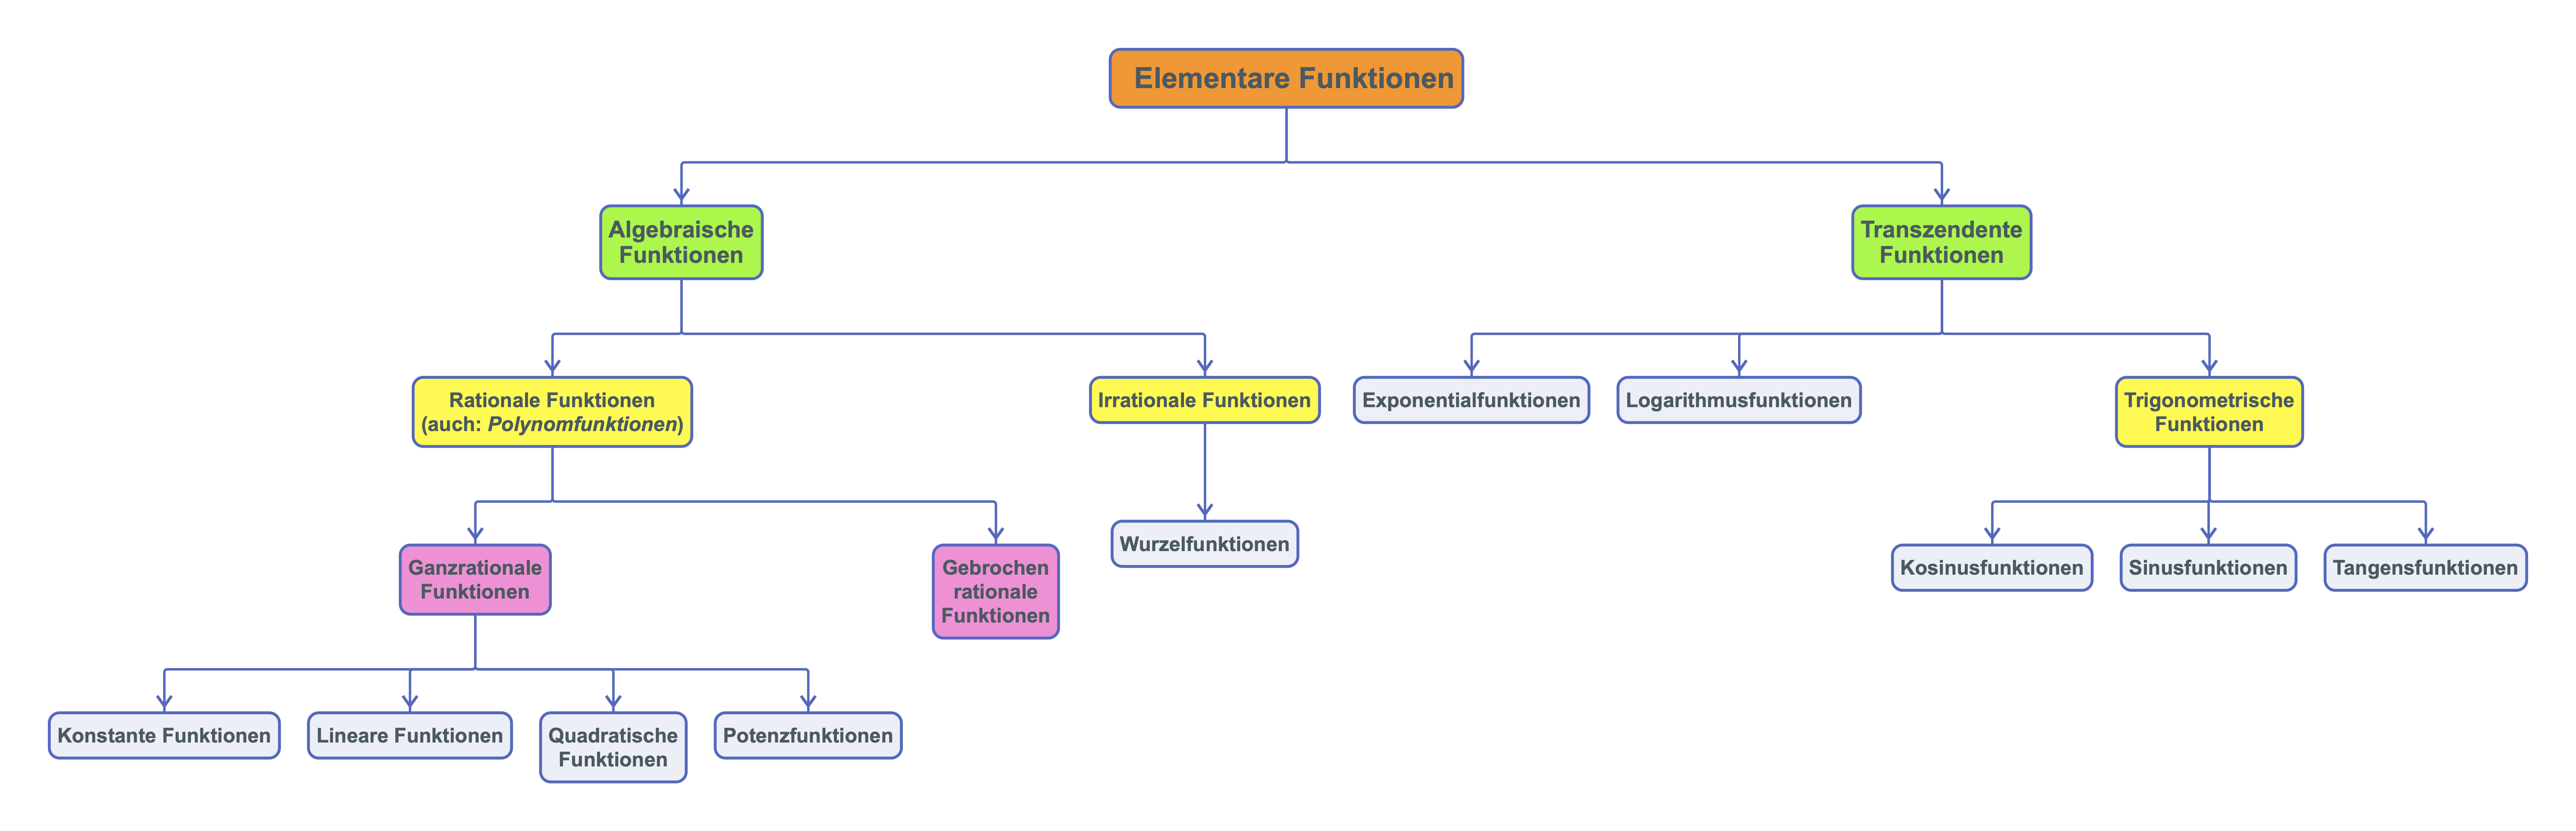 Elementare Funktionen
Algebraische
Funktionen
Transzendente
Funktionen
Rationale Funktionen
(auch: Polynomfunktionen)
Irrationale Funktionen
Exponentialfunktionen
Logarithmusfunktionen
Trigonometrische
Funktionen
Ganzrationale
Funktionen
Gebrochen
rationale
Funktionen
Wurzelfunktionen
Kosinusfunktionen
Sinusfunktionen
Tangensfunktionen
Konstante Funktionen
Lineare Funktionen
Quadratische
Funktionen
Potenzfunktionen